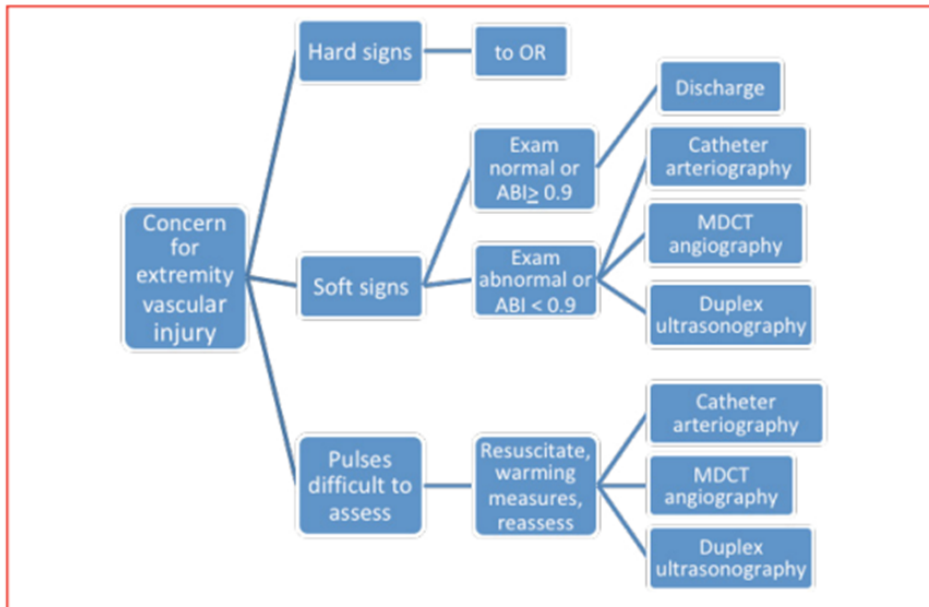 Hard signs
to OR
Discharge
Exam
normal or
ABI≥ 0.9
Catheter
arteriography
Concern
for
extremity
vascular
injury
Soft signs
Exam
abnormal or
ABI < 0.9
MDCT
angiography
Duplex
ultrasonography
Pulses
difficult to
assess
Resuscitate,
warming
measures,
reassess
Catheter
arteriography
MDCT
angiography
Duplex
ultrasonography